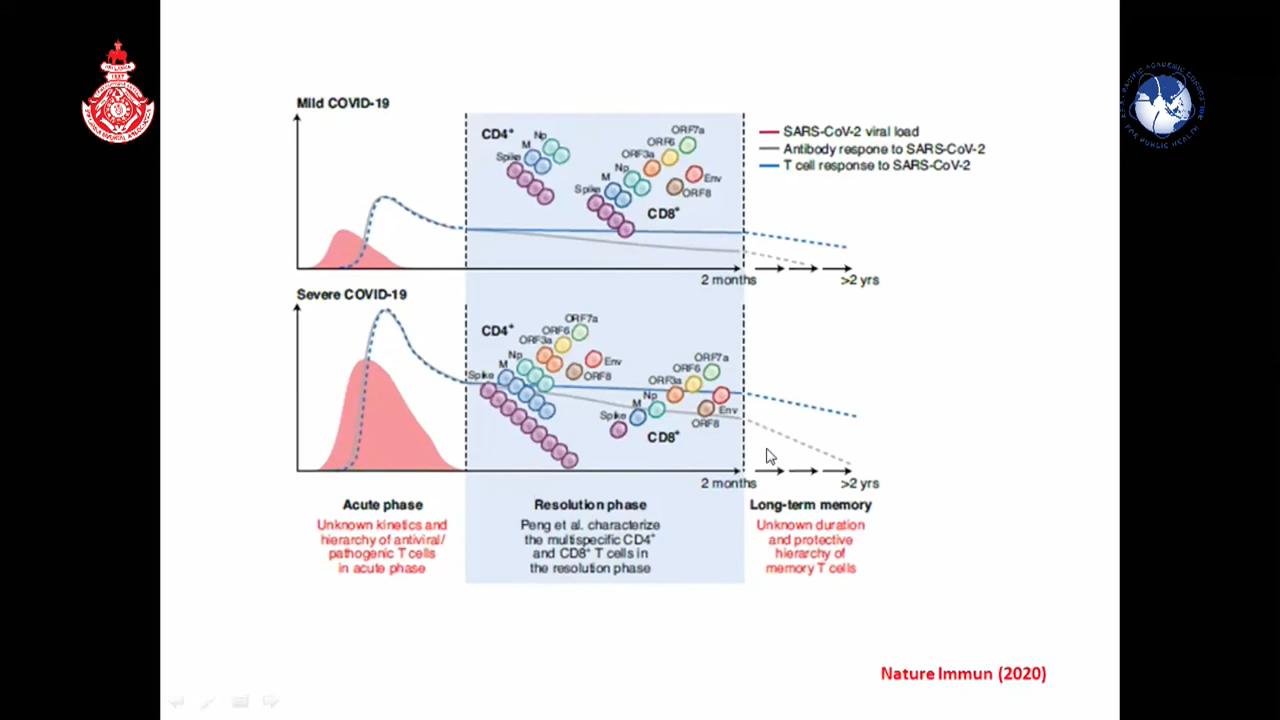 Mild COVID-19
CD4+
Np
M
Spike
ORF7a
ORF6
ORF3a
Np
M
Spike
Env
ORF8
CD8+
SARS-CoV-2 viral load
Antibody respone to SARS-CoV-2
T cell response to SARS-CoV-2
2 months
>2 yrs
Severe COVID-19
CD4+
ORF7a
ORF6
ORF3a
Np
M
Spike
Env
ORF8
ORF7a
ORF6
ORF3a
Np
M
Spike
Env
ORF8
CD8+
2 months
>2 yrs
Acute phase
Unknown kinetics and
hierarchy of antiviral/
pathogenic T cells
in acute phase
Resolution phase
Peng et al. characterize
the multispecific CD4+
and CD8+ T cells in
the resolution phase
Long-term memory
Unknown duration
and protective
hierarchy of
memory T cells
Nature Immun (2020)